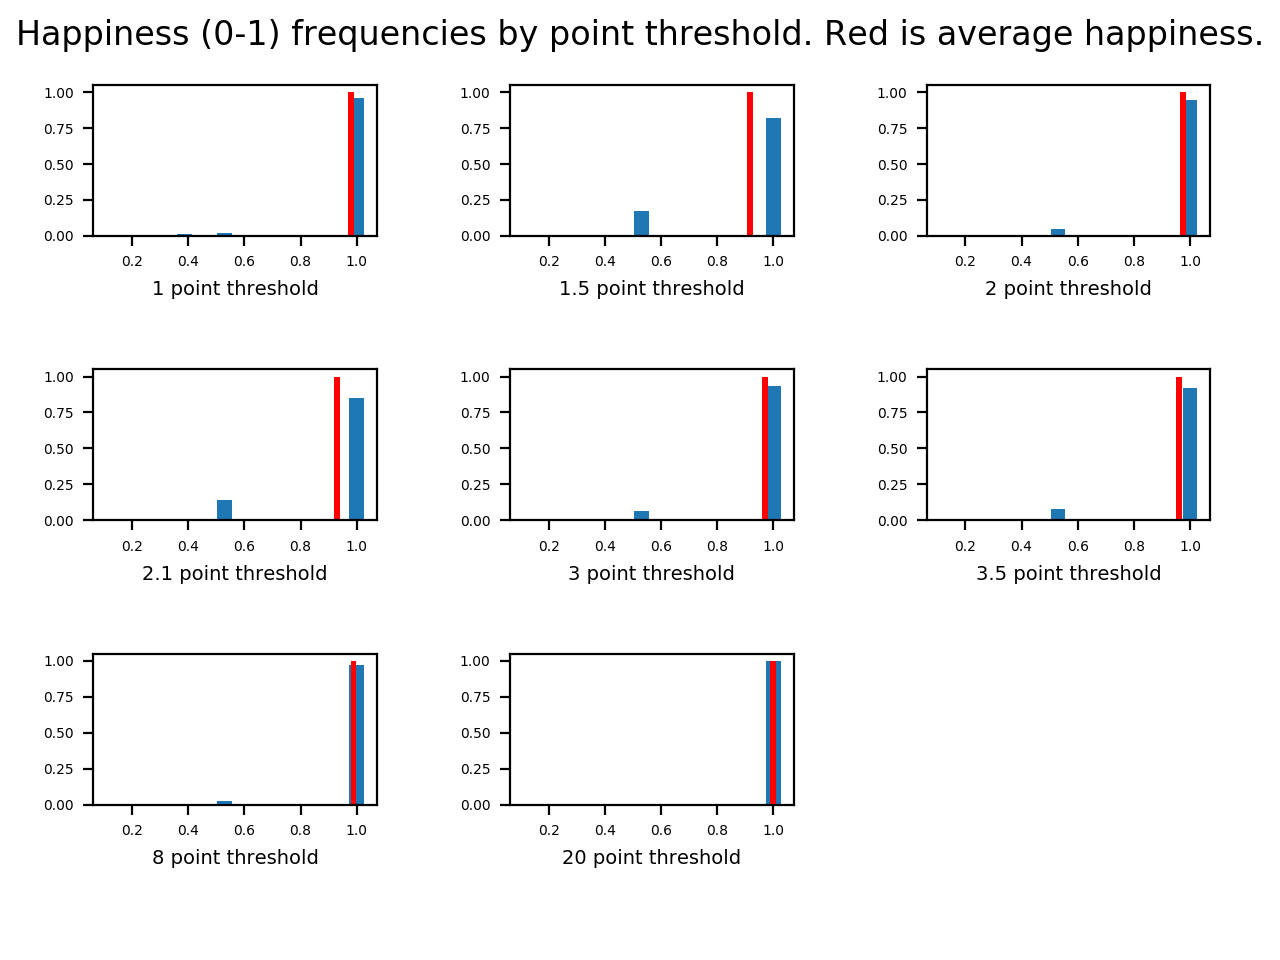 Happiness (0-1) frequencies by point threshold. Red is average happiness.
1.00 1.00 1.00
0.75 0.75 0.75
0.50 0.50 0.50
0.25 0.25 0.25
0.00 0.00 0.00
0.2 0.4 0.6 0.8 1.0 0.2 0.4 0.6 0.8 1.0 0.2 0.4 0.6 0.8 1.0
1 point threshold 1.5 point threshold 2 point threshold
1.00 1.00 1.00
0.75 0.75 0.75
0.50 0.50 0.50
0.25 0.25 0.25
0.00 0.00 0.00
0.2 0.4 0.6 0.8 1.0 0.2 0.4 0.6 0.8 1.0 0.2 0.4 0.6 0.8 1.0
2.1 point threshold 3 point threshold 3.5 point threshold
1.00 1.00
0.75 0.75
0.50 0.50
0.25 0.25
0.00 0.00
0.2 0.4 0.6 0.8 1.0 0.2 0.4 0.6 0.8 1.0
8 point threshold 20 point threshold